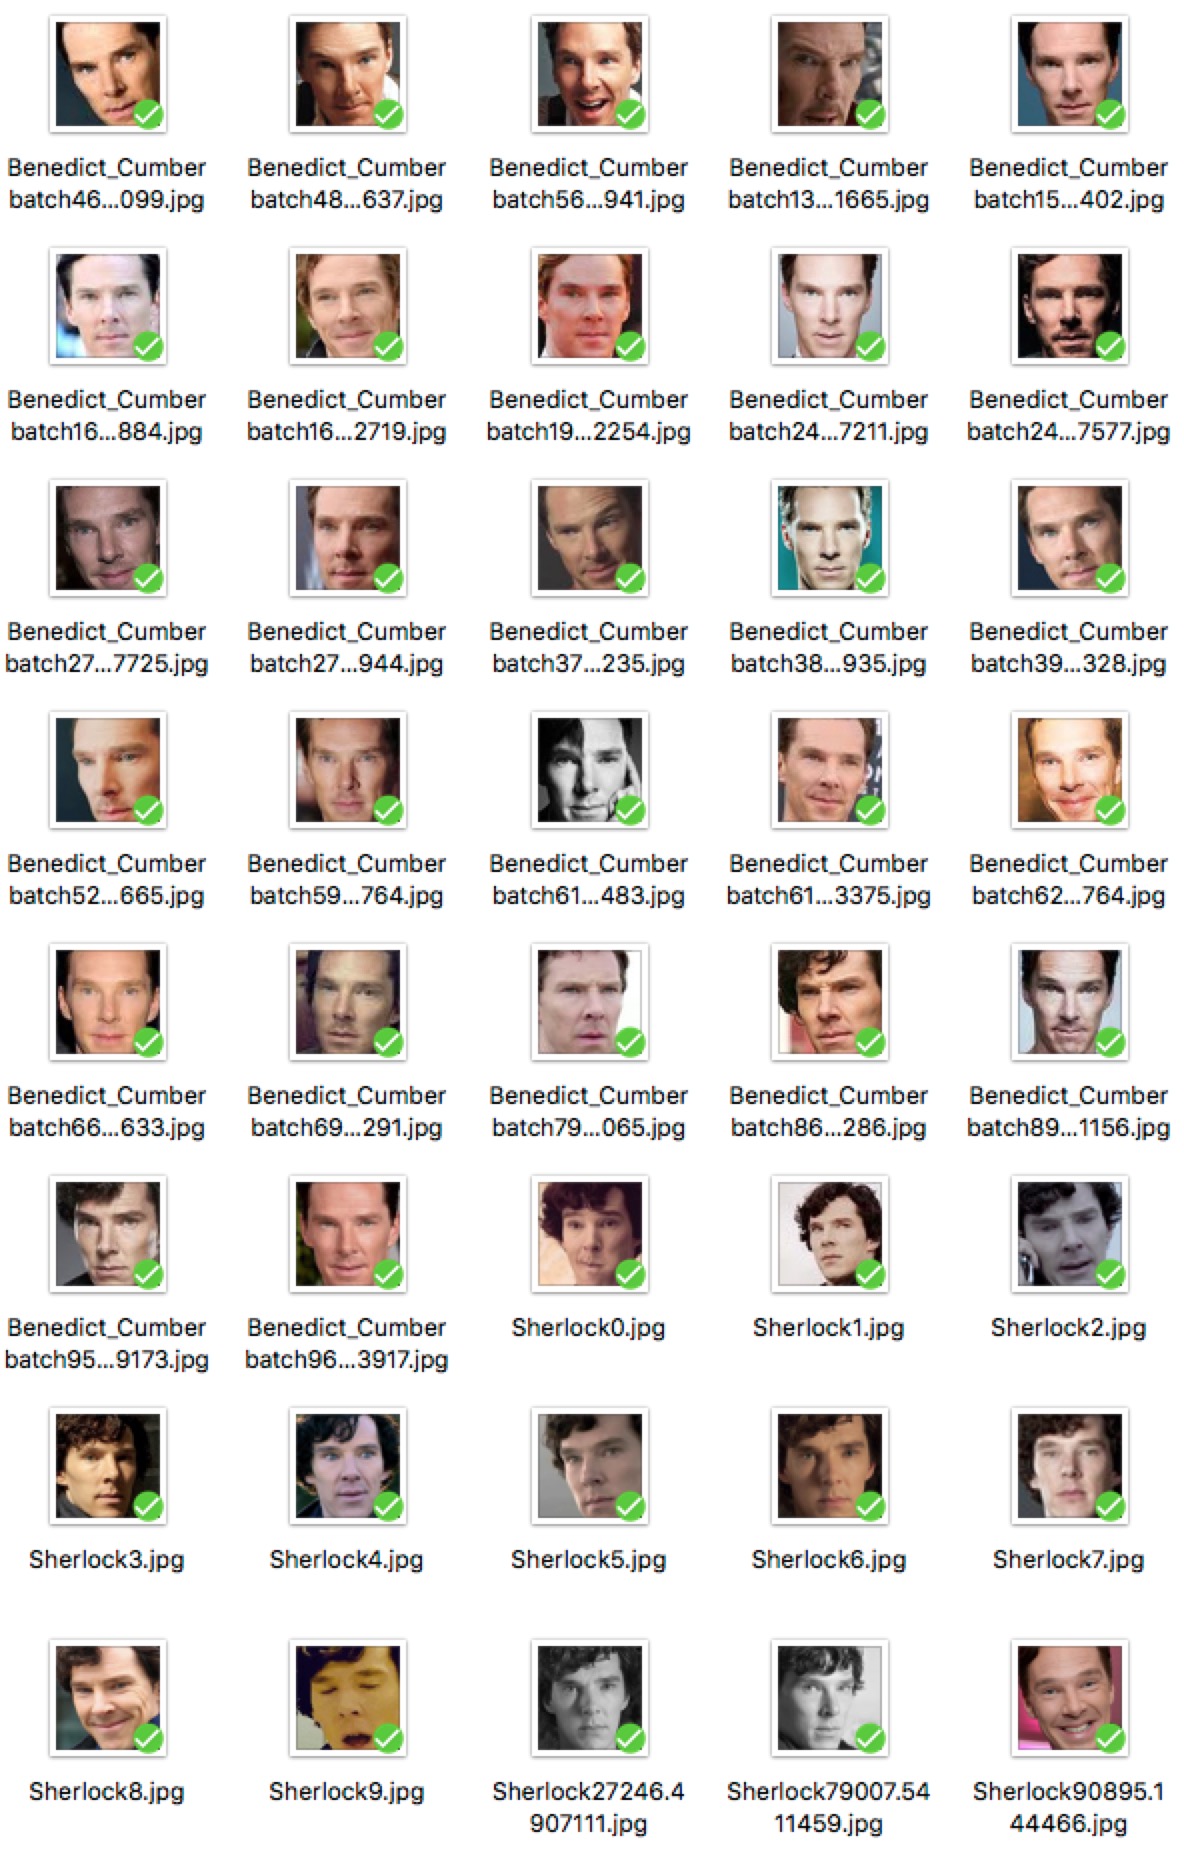 Benedict_Cumber Benedict_Cumber Benedict_Cumber Benedict_Cumber Benedict_Cumber
batch46...099.jpg batch48...637.jpg batch56...941.jpg batch13...1665.jpg batch15...402.jpg
Benedict_Cumber Benedict_Cumber Benedict_Cumber Benedict_Cumber Benedict_Cumber
batch16...884.jpg batch16...2719.jpg batch19...2254.jpg batch24...7211.jpg batch24...7577.jpg
Benedict_Cumber Benedict_Cumber Benedict_Cumber Benedict_Cumber Benedict_Cumber
batch27...7725.jpg batch27...944.jpg batch37...235.jpg batch38...935.jpg batch39...328.jpg
Benedict_Cumber Benedict_Cumber Benedict_Cumber Benedict_Cumber Benedict_Cumber
batch52...665.jpg batch59...764.jpg batch61...483.jpg batch61...3375.jpg batch62...764.jpg
Benedict_Cumber Benedict_Cumber Benedict_Cumber Benedict_Cumber Benedict_Cumber
batch66...633.jpg batch69...291.jpg batch79...065.jpg batch86...286.jpg batch89...1156.jpg
Benedict_Cumber Benedict_Cumber Sherlock0.jpg Sherlock1.jpg Sherlock2.jpg
batch95...9173.jpg batch96...3917.jpg
Sherlock3.jpg Sherlock4.jpg Sherlock5.jpg Sherlock6.jpg Sherlock7.jpg
Sherlock8.jpg Sherlock9.jpg Sherlock27246.4 Sherlock79007.54 Sherlock90895.1
907111.jpg 11459.jpg 44466.jpg